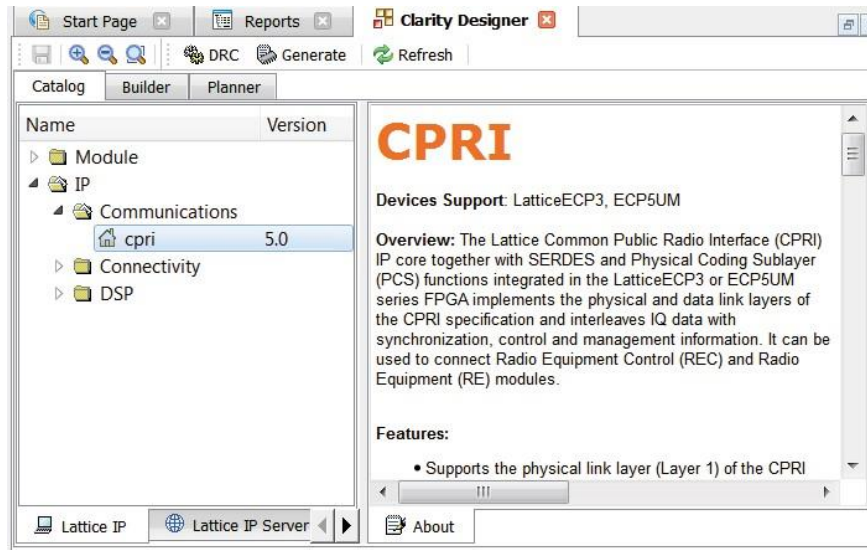 Start Page Reports Clarity Designer
DRC Generate Refresh
Catalog Builder Planner
Name Version
Module
IP
Communications
cpri 5.0
Connectivity
DSP
CPRI
Devices Support: LatticeECP3, ECP5UM
Overview: The Lattice Common Public Radio Interface (CPRI)
IP core together with SERDES and Physical Coding Sublayer
(PCS) functions integrated in the LatticeECP3 or ECP5UM
series FPGA implements the physical and data link layers of
the CPRI specification and interleaves IQ data with
synchronization, control and management information. It can be
used to connect Radio Equipment Control (REC) and Radio
Equipment (RE) modules.
Features:
• Supports the physical link layer (Layer 1) of the CPRI
Lattice IP Lattice IP Server About